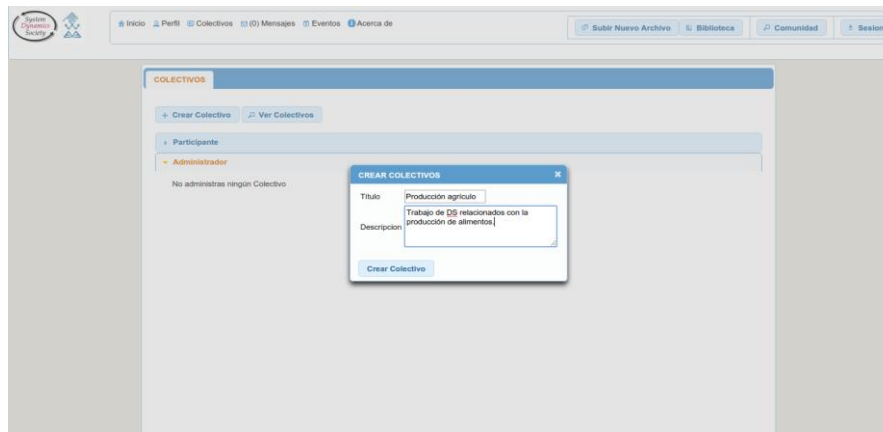 System
Dynamics
Society
Inicio Perfil Colectivos (0) Mensajes Eventos Acerca de
Subir Nuevo Archivo Biblioteca Comunidad Sesion
COLECTIVOS
+ Crear Colectivo Ver Colectivos
Participante
Administrador
No administras ningún Colectivo
CREAR COLECTIVOS
Título Producción agrículo
Descripcion Trabajo de DS relacionados con la
producción de alimentos.
Crear Colectivo